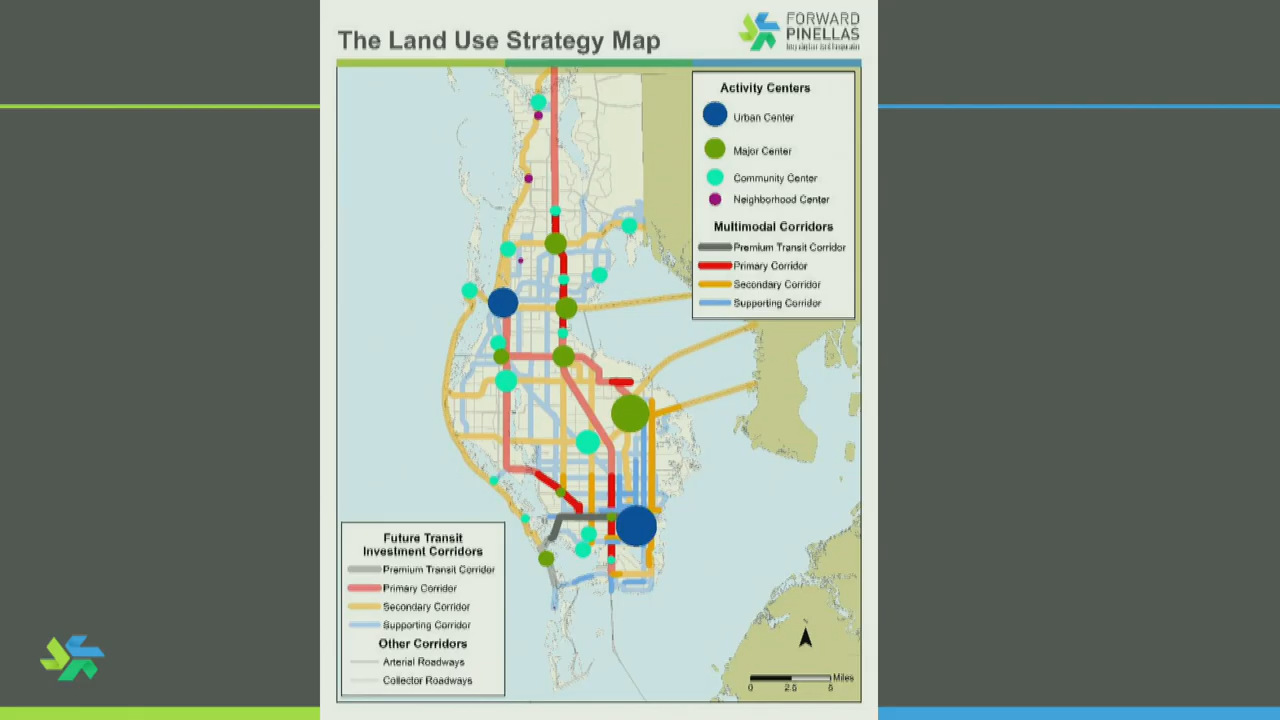 The Land Use Strategy Map
FORWARD
PINELLAS
Activity Centers
Urban Center
Major Center
Community Center
Neighborhood Center
Multimodal Corridors
Premium Transit Corridor
Primary Corridor
Secondary Corridor
Supporting Corridor
Future Transit
Investment Corridors
Premium Transit Corridor
Primary Corridor
Secondary Corridor
Supporting Corridor
Other Corridors
Arterial Roadways
Collector Roadways
Miles
0 2.5 5